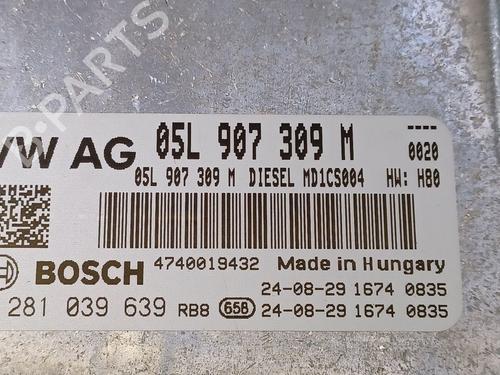 B-PARTS
VW AG 05L 907 309 M
0020
05L 907 309 M DIESEL MD1CS004 HW: H80
BOSCH 4740019432 Made in Hungary
24-08-29 1674 0835
281 039 639 RB8 658 24-08-29 1674 0835